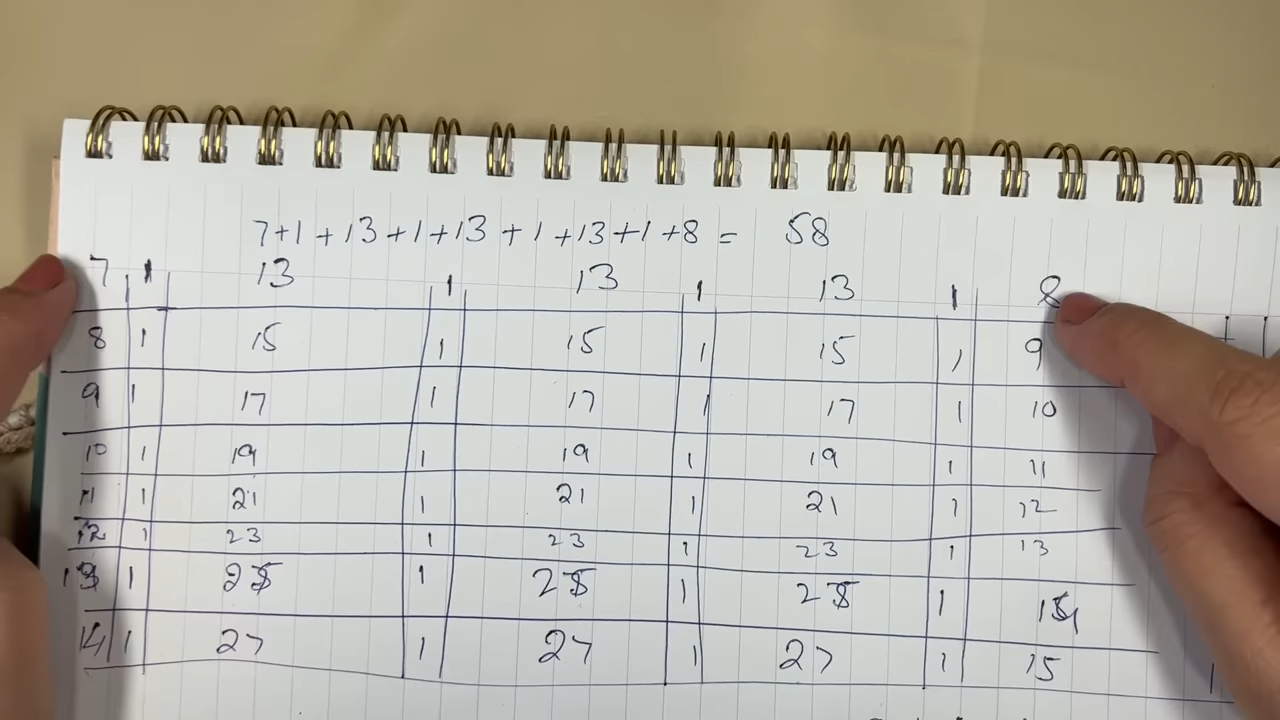 7+1+13+1+13+1+13+1+8= 58
7 1 13 1 13 1 13 1 8
8 1 15 1 15 1 15 1 9
9 1 17 1 17 1 17 1 10
10 1 19 1 19 1 19 1 11
11 1 21 1 21 1 21 1 12
12 1 23 1 23 1 23 1 13
13 1 25 1 25 1 25 1 14
14 1 27 1 27 1 27 1 15